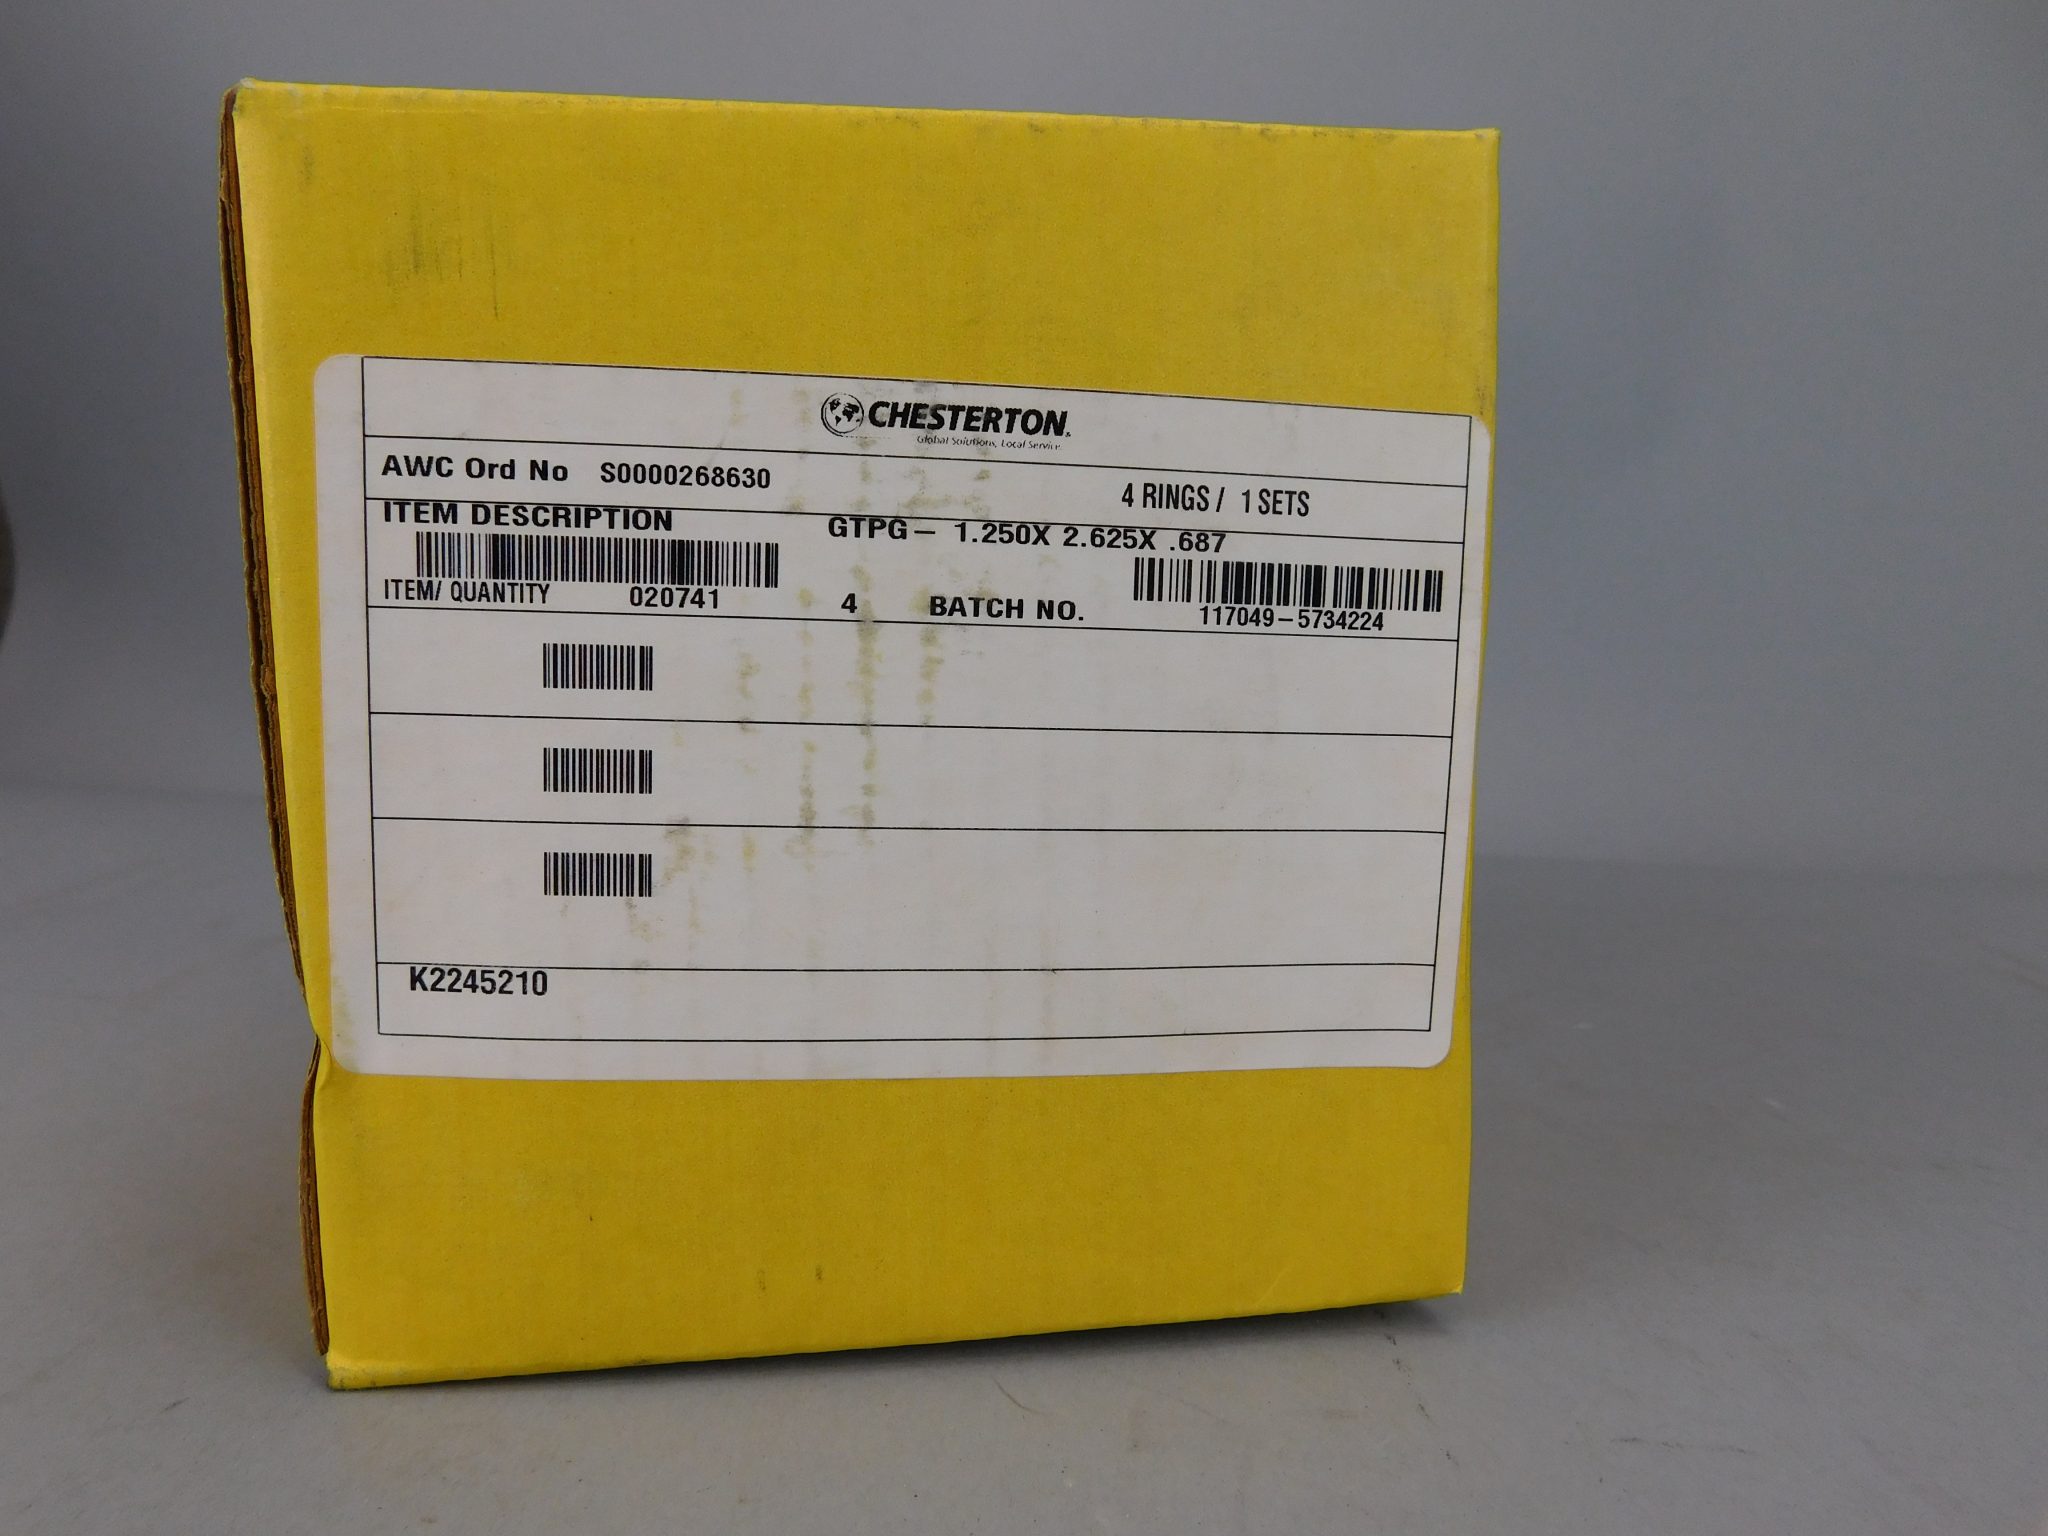 CHESTERTON
Global Solutions, Local Service.
AWC Ord No S0000268630 4 RINGS / 1 SETS
ITEM DESCRIPTION GTPG- 1.250X 2.625X .687
ITEM/ QUANTITY 020741 4 BATCH NO. 117049-5734224
K2245210